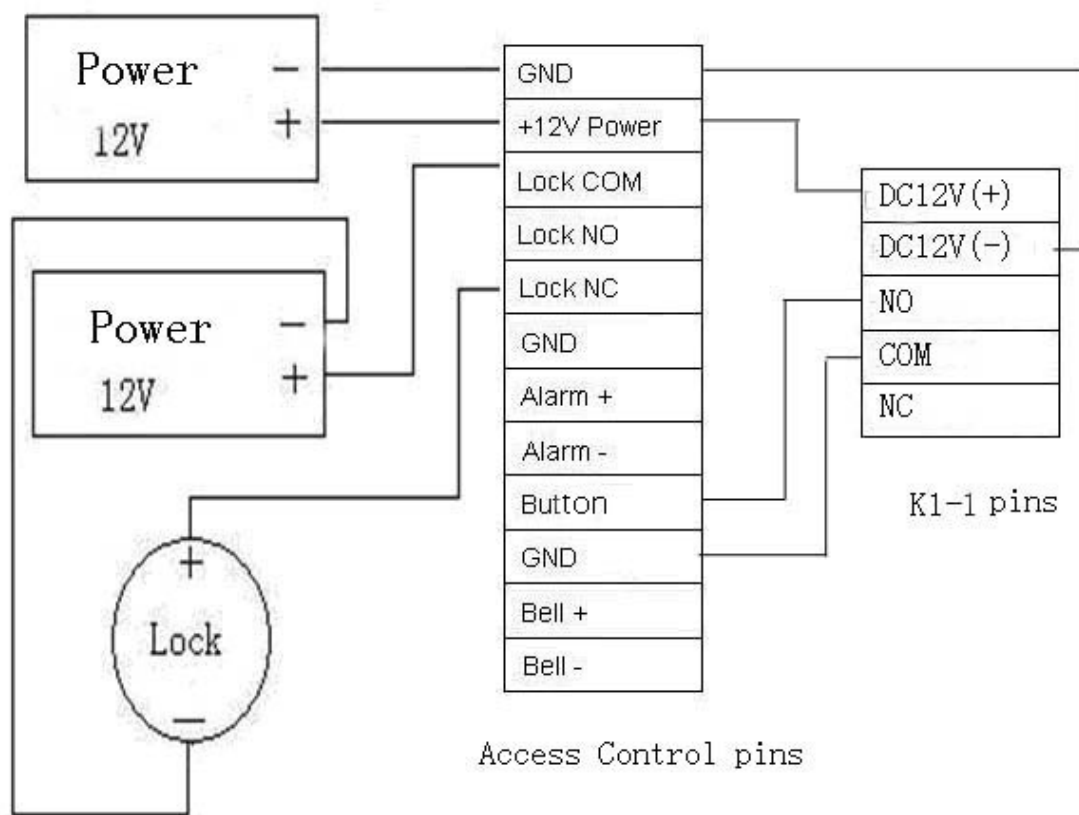 Power -
12V +
Power -
12V +
+
Lock
-
GND
+12V Power
Lock COM
Lock NO
Lock NC
GND
Alarm +
Alarm -
Button
GND
Bell +
Bell -
Access Control pins
DC12V(+)
DC12V(-)
NO
COM
NC
K1-1 pins